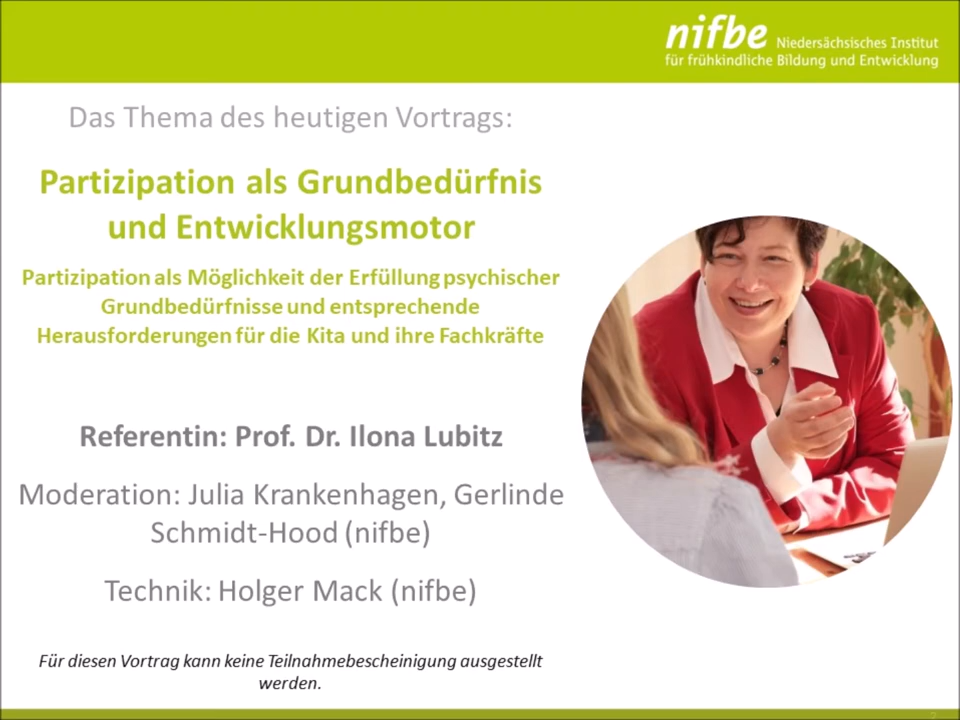 nifbe Niedersächsisches Institut
für frühkindliche Bildung und Entwicklung
Das Thema des heutigen Vortrags:
Partizipation als Grundbedürfnis
und Entwicklungsmotor
Partizipation als Möglichkeit der Erfüllung psychischer
Grundbedürfnisse und entsprechende
Herausforderungen für die Kita und ihre Fachkräfte
Referentin: Prof. Dr. Ilona Lubitz
Moderation: Julia Krankenhagen, Gerlinde
Schmidt-Hood (nifbe)
Technik: Holger Mack (nifbe)
Für diesen Vortrag kann keine Teilnahmebescheinigung ausgestellt
werden.